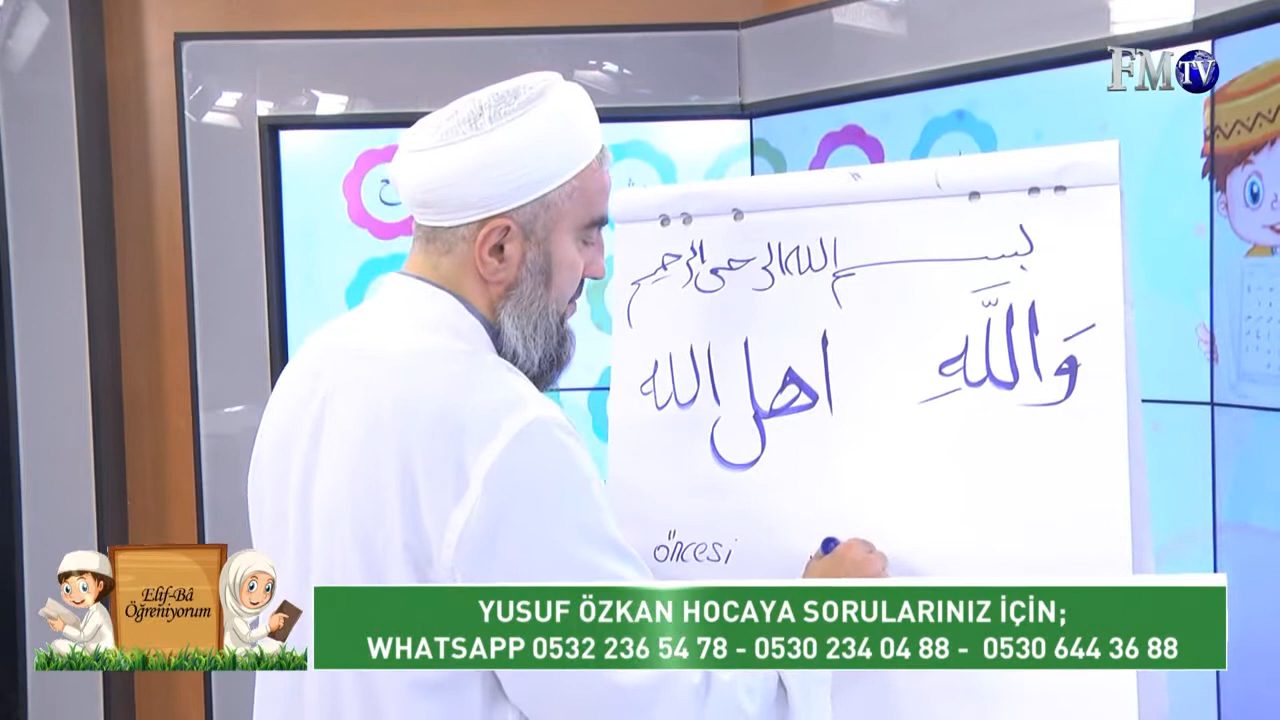 FM TV
بسم الله الرحمن الرحيم
وَاللَّهِ
اهل الله
öncesi
Elif-Bâ
Öğreniyorum
YUSUF ÖZKAN HOCAYA SORULARINIZ İÇİN;
WHATSAPP 0532 236 54 78 - 0530 234 04 88 - 0530 644 36 88